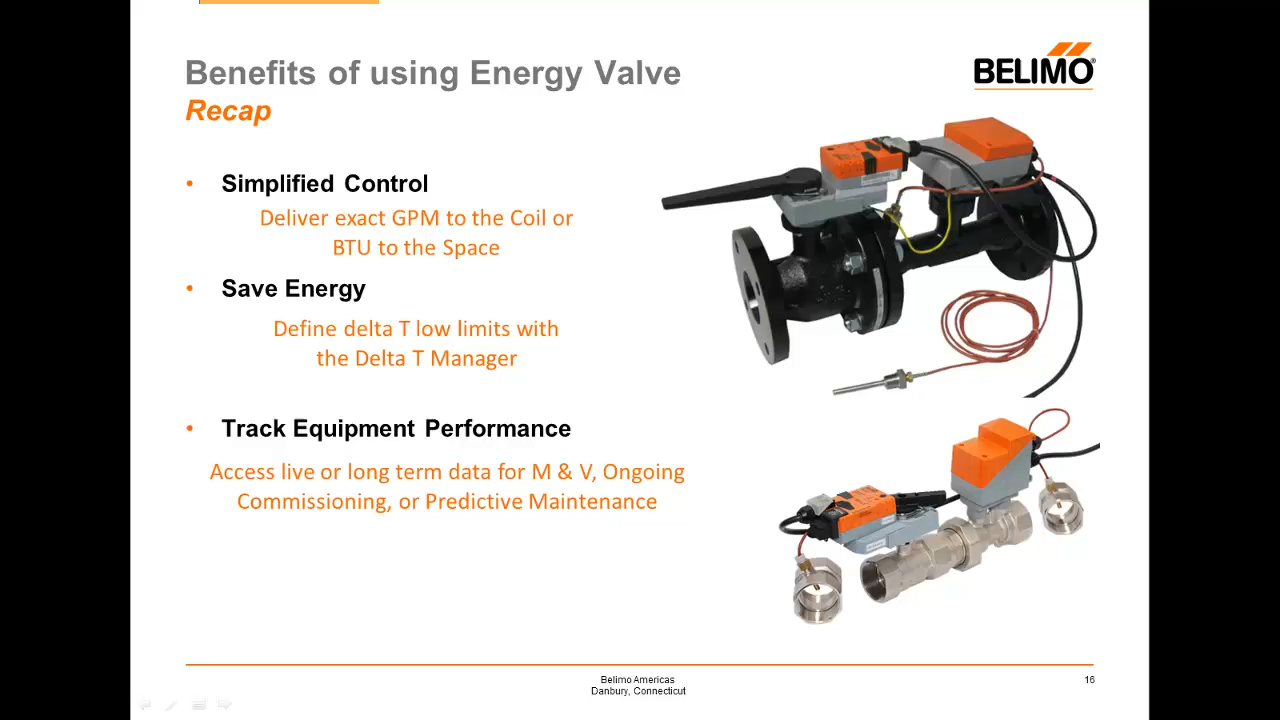 Benefits of using Energy Valve
Recap
BELIMO®
• Simplified Control
Deliver exact GPM to the Coil or
BTU to the Space
• Save Energy
Define delta T low limits with
the Delta T Manager
• Track Equipment Performance
Access live or long term data for M & V, Ongoing
Commissioning, or Predictive Maintenance
Belimo Americas
Danbury, Connecticut
16